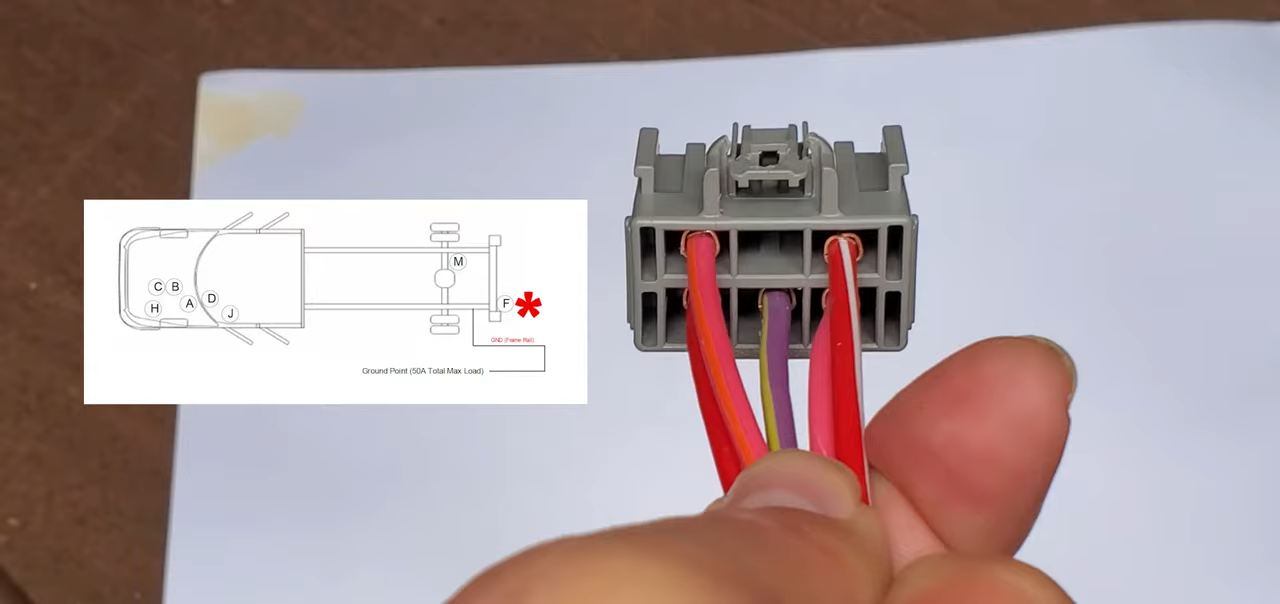 C B
H A D
J
M
F *
GND (Frame Rail)
Ground Point (50A Total Max Load)